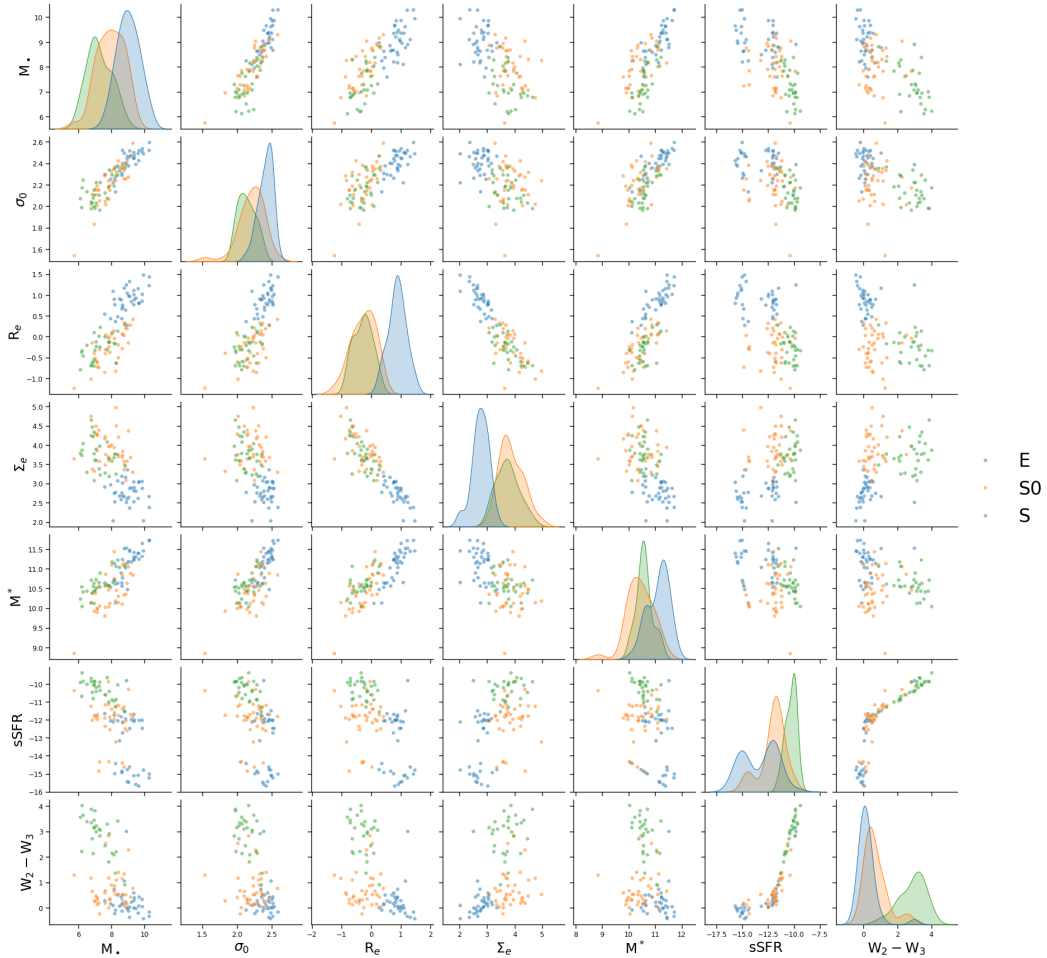 M• 6 7 8 9 10
σ0 1.6 1.8 2.0 2.2 2.4 2.6
Re −1.0 −0.5 0.0 0.5 1.0 1.5
Σe 2.0 2.5 3.0 3.5 4.0 4.5 5.0
M* 9.0 9.5 10.0 10.5 11.0 11.5
sSFR −16 −15 −14 −13 −12 −11 −10
W2 − W3 0 1 2 3 4
E
S0
S
6 8 10
1.5 2.0 2.5
−2 −1 0 1 2
2 3 4 5
8 9 10 11 12
−17.5 −15.0 −12.5 −10.0 −7.5
0 2 4
M•
σ0
Re
Σe
M*
sSFR
W2 − W3